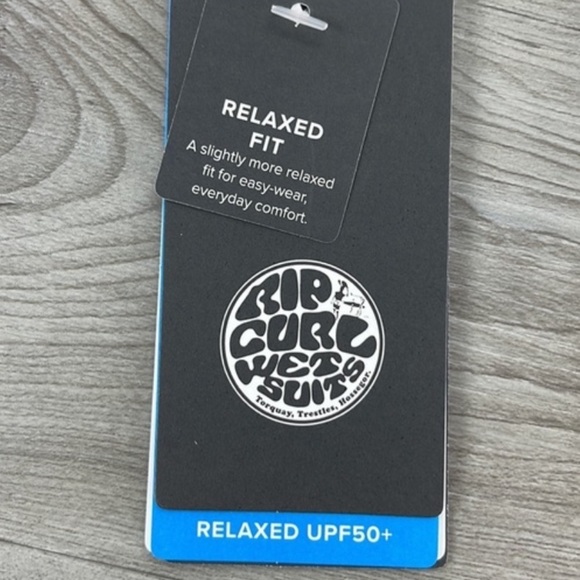 RELAXED
FIT
A slightly more relaxed
fit for easy-wear,
everyday comfort.
RIP
CURL
WET
SUITS
Torquay, Trestles, Hossegor.
RELAXED UPF50+